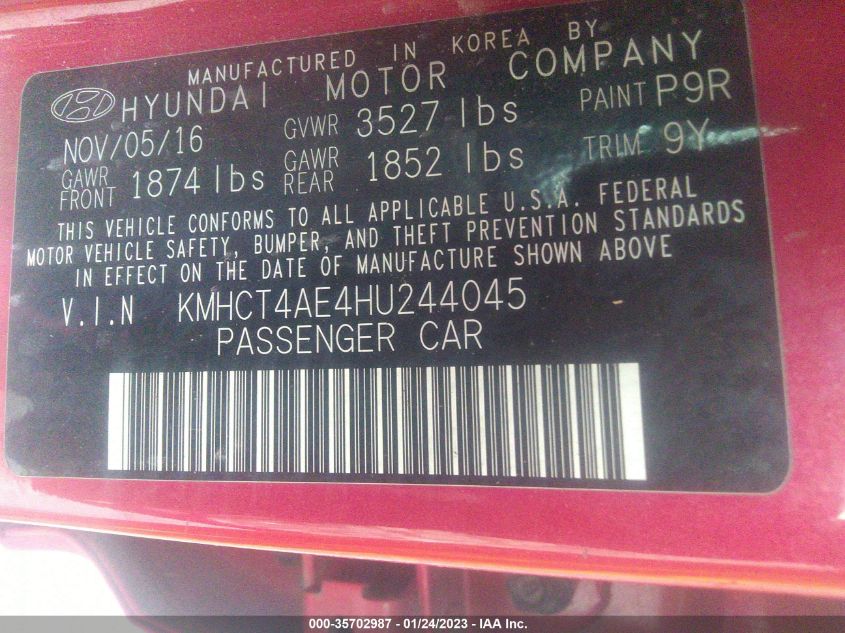 MANUFACTURED IN KOREA BY
HYUNDAI MOTOR COMPANY
NOV/05/16 GVWR 3527 lbs PAINT P9R
GAWR FRONT 1874 lbs GAWR REAR 1852 lbs TRIM 9Y
THIS VEHICLE CONFORMS TO ALL APPLICABLE U.S.A. FEDERAL
MOTOR VEHICLE SAFETY, BUMPER, AND THEFT PREVENTION STANDARDS
IN EFFECT ON THE DATE OF MANUFACTURE SHOWN ABOVE
V.I.N KMHCT4AE4HU244045
PASSENGER CAR
000-35702987 - 01/24/2023 - IAA Inc.